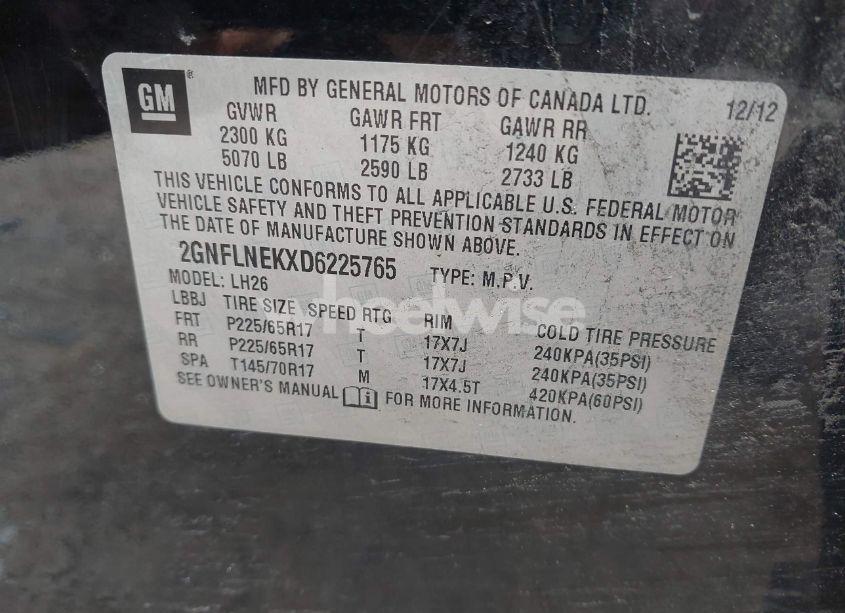 GM ®
MFD BY GENERAL MOTORS OF CANADA LTD. 12/12
GVWR GAWR FRT GAWR RR
2300 KG 1175 KG 1240 KG
5070 LB 2590 LB 2733 LB
THIS VEHICLE CONFORMS TO ALL APPLICABLE U.S. FEDERAL MOTOR
VEHICLE SAFETY AND THEFT PREVENTION STANDARDS IN EFFECT ON
THE DATE OF MANUFACTURE SHOWN ABOVE.
2GNFLNEKXD6225765 TYPE: M.P.V.
MODEL: LH26
wheelwise
LBBJ TIRE SIZE SPEED RTG RIM COLD TIRE PRESSURE
FRT P225/65R17 T 17X7J 240KPA(35PSI)
RR P225/65R17 T 17X7J 240KPA(35PSI)
SPA T145/70R17 M 17X4.5T 420KPA(60PSI)
SEE OWNER'S MANUAL i FOR MORE INFORMATION.